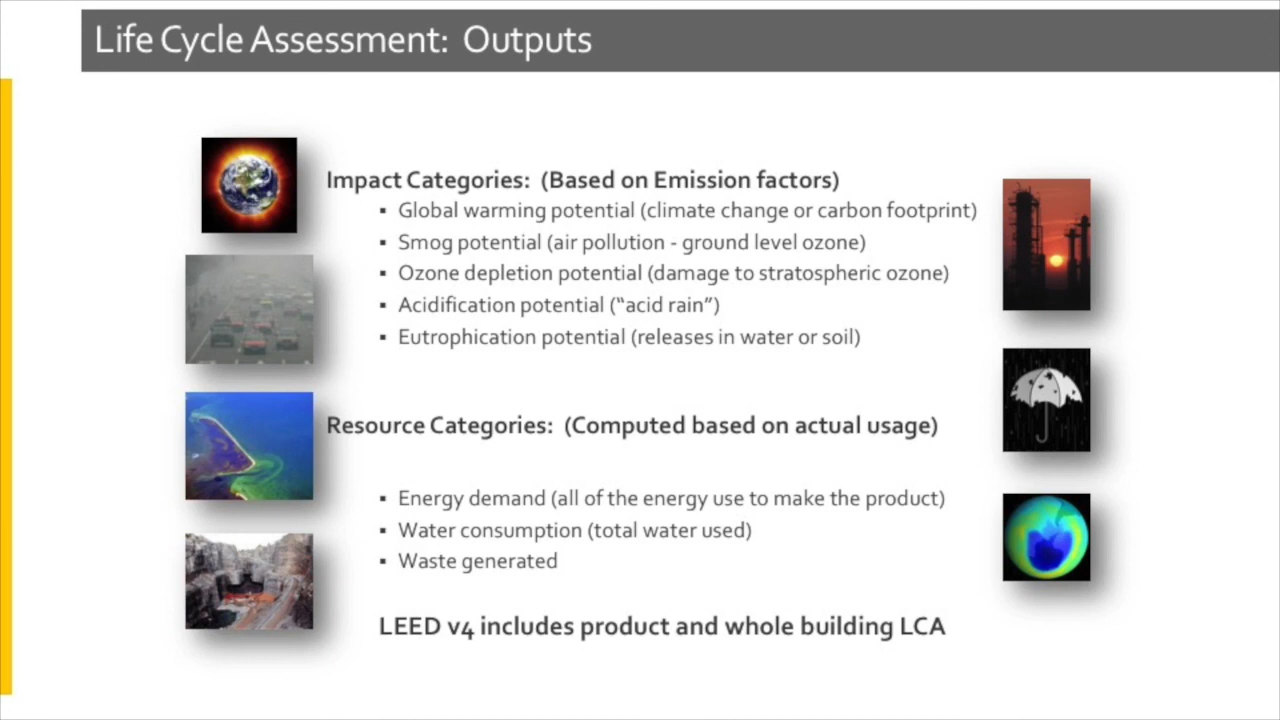 Life Cycle Assessment: Outputs
Impact Categories: (Based on Emission factors)
▪ Global warming potential (climate change or carbon footprint)
▪ Smog potential (air pollution - ground level ozone)
▪ Ozone depletion potential (damage to stratospheric ozone)
▪ Acidification potential (“acid rain”)
▪ Eutrophication potential (releases in water or soil)
Resource Categories: (Computed based on actual usage)
▪ Energy demand (all of the energy use to make the product)
▪ Water consumption (total water used)
▪ Waste generated
LEED v4 includes product and whole building LCA